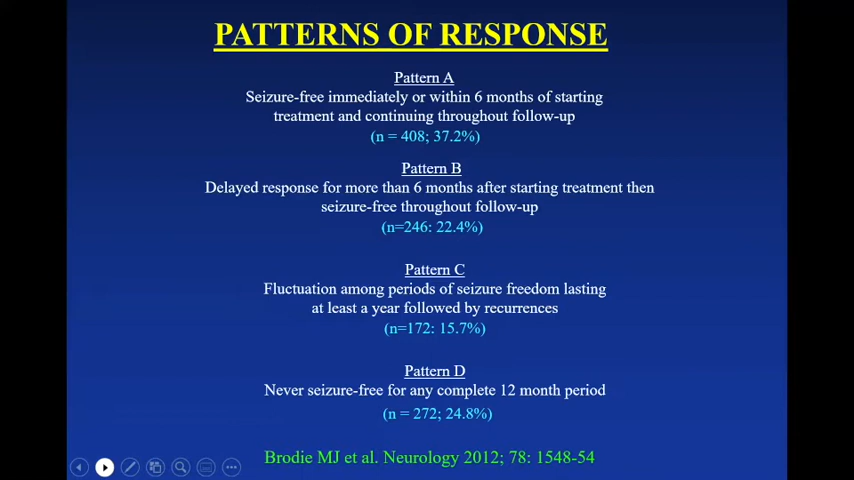 PATTERNS OF RESPONSE
Pattern A
Seizure-free immediately or within 6 months of starting
treatment and continuing throughout follow-up
(n = 408; 37.2%)
Pattern B
Delayed response for more than 6 months after starting treatment then
seizure-free throughout follow-up
(n=246: 22.4%)
Pattern C
Fluctuation among periods of seizure freedom lasting
at least a year followed by recurrences
(n=172: 15.7%)
Pattern D
Never seizure-free for any complete 12 month period
(n = 272; 24.8%)
Brodie MJ et al. Neurology 2012; 78: 1548-54